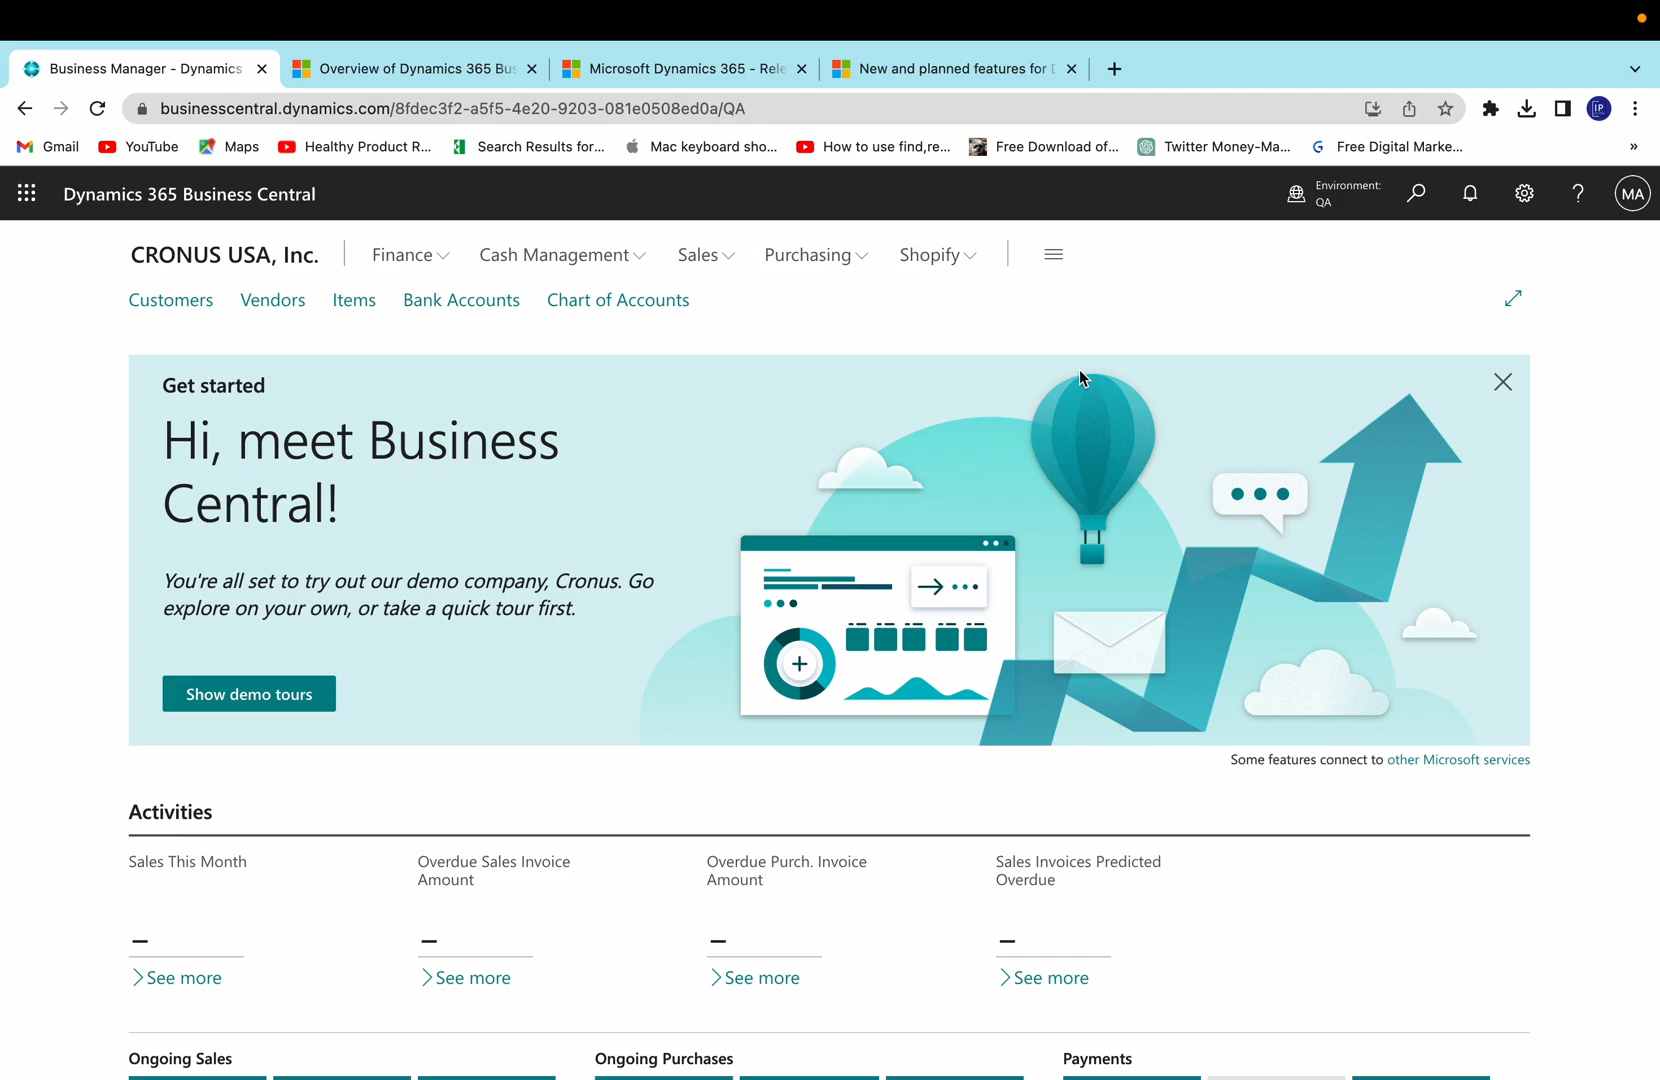 Business Manager - Dynamics
Overview of Dynamics 365 Bus
Microsoft Dynamics 365 - Rele
New and planned features for D
businesscentral.dynamics.com/8fdec3f2-a5f5-4e20-9203-081e0508ed0a/QA
IP
Gmail
YouTube
Maps
Healthy Product R...
Search Results for...
Mac keyboard sho...
How to use find,re...
Free Download of...
Twitter Money-Ma...
Free Digital Marke...
»
Dynamics 365 Business Central
Environment:
QA
MA
CRONUS USA, Inc.
Finance
Cash Management
Sales
Purchasing
Shopify
Customers
Vendors
Items
Bank Accounts
Chart of Accounts
Get started
Hi, meet Business
Central!
You're all set to try out our demo company, Cronus. Go
explore on your own, or take a quick tour first.
Show demo tours
Some features connect to other Microsoft services
Activities
Sales This Month
Overdue Sales Invoice
Amount
Overdue Purch. Invoice
Amount
Sales Invoices Predicted
Overdue
–
–
–
–
See more
See more
See more
See more
Ongoing Sales
Ongoing Purchases
Payments